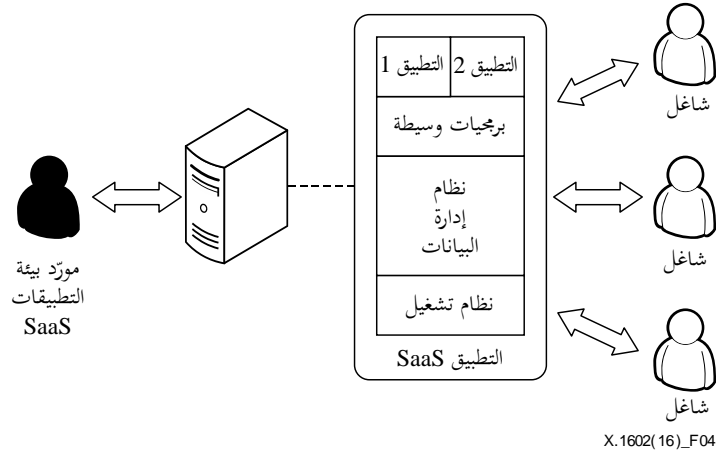 التطبيق 1
التطبيق 2
برمجيات وسيطة
نظام
إدارة
البيانات
نظام تشغيل
التطبيق SaaS
مورّد بيئة
التطبيقات
SaaS
شاغل
شاغل
شاغل
X.1602(16)_F04